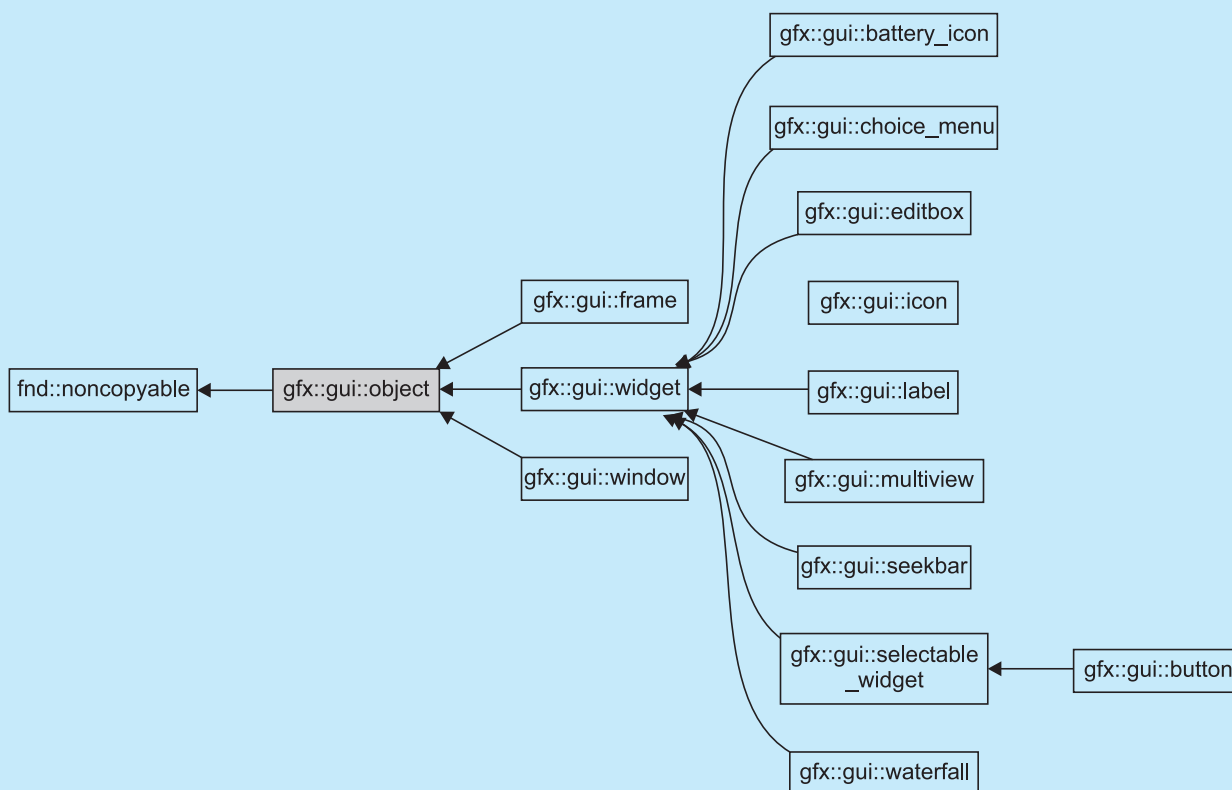 gfx::gui::battery_icon
gfx::gui::choice_menu
gfx::gui::editbox
gfx::gui::frame
gfx::gui::icon
fnd::noncopyable
gfx::gui::object
gfx::gui::widget
gfx::gui::label
gfx::gui::window
gfx::gui::multiview
gfx::gui::seekbar
gfx::gui::selectable
_widget
gfx::gui::button
gfx::gui::waterfall